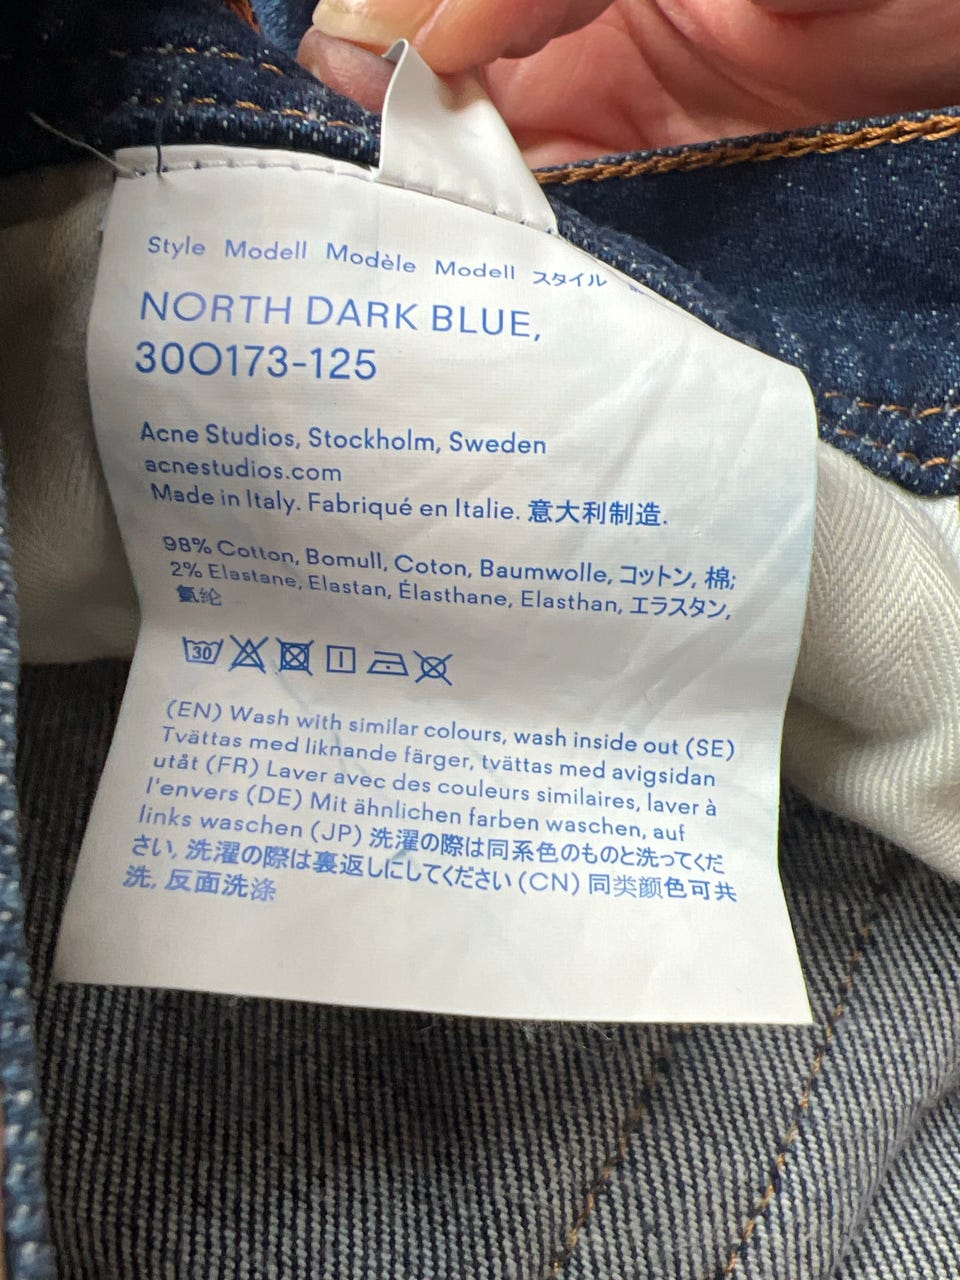 Style Modell Modèle Modell スタイル
NORTH DARK BLUE,
30O173-125
Acne Studios, Stockholm, Sweden
acnestudios.com
Made in Italy. Fabriqué en Italie. 意大利制造.
98% Cotton, Bomull, Coton, Baumwolle, コットン, 棉;
2% Elastane, Elastan, Élasthane, Elasthan, エラスタン,
氨纶
30
(EN) Wash with similar colours, wash inside out (SE)
Tvättas med liknande färger, tvättas med avigsidan
utåt (FR) Laver avec des couleurs similaires, laver à
l'envers (DE) Mit ähnlichen farben waschen, auf
links waschen (JP) 洗濯の際は同系色のものと洗ってくだ
さい, 洗濯の際は裏返しにしてください (CN) 同类颜色可共
洗, 反面洗涤